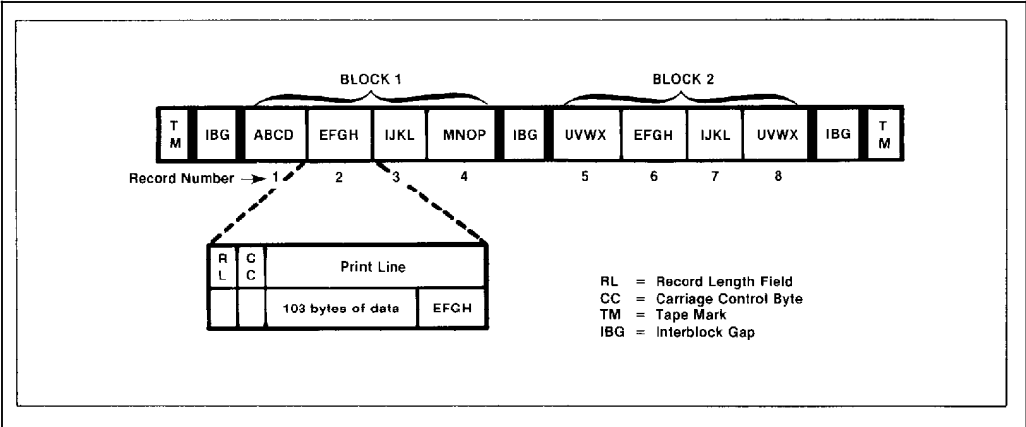 BLOCK 1 BLOCK 2
T M IBG ABCD EFGH IJKL MNOP IBG UVWX EFGH IJKL UVWX IBG T M
Record Number → 1 2 3 4 5 6 7 8
R L C C Print Line
103 bytes of data EFGH
RL = Record Length Field
CC = Carriage Control Byte
TM = Tape Mark
IBG = Interblock Gap